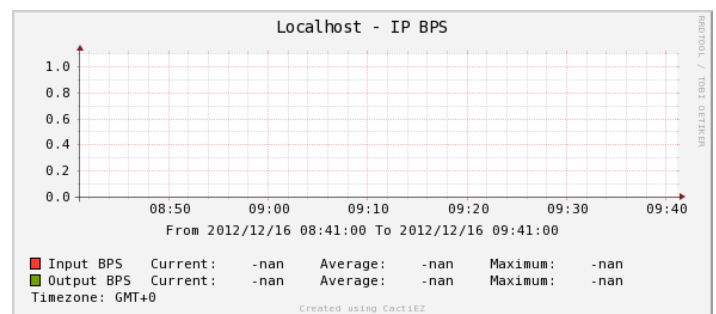 Localhost - IP BPS
RRDTOOL / TOBI OETIKER
1.0
0.8
0.6
0.4
0.2
0.0
08:50 09:00 09:10 09:20 09:30 09:40
From 2012/12/16 08:41:00 To 2012/12/16 09:41:00
Input BPS Current: -nan Average: -nan Maximum: -nan
Output BPS Current: -nan Average: -nan Maximum: -nan
Timezone: GMT+0
Created using CactiEZ